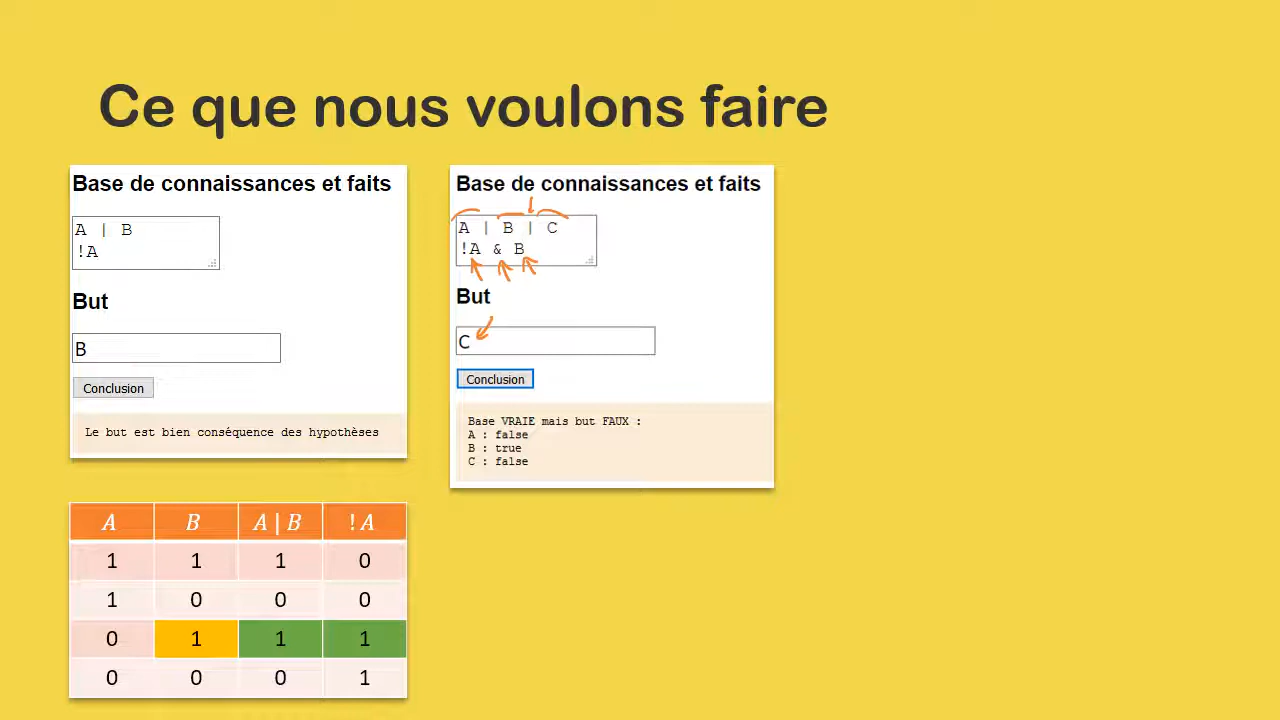 Ce que nous voulons faire
Base de connaissances et faits
A | B
!A
But
B
Conclusion
Le but est bien conséquence des hypothèses
Base de connaissances et faits
A | B | C
!A & B
But
C
Conclusion
Base VRAIE mais but FAUX :
A : false
B : true
C : false
A B A|B !A
1 1 1 0
1 0 0 0
0 1 1 1
0 0 0 1